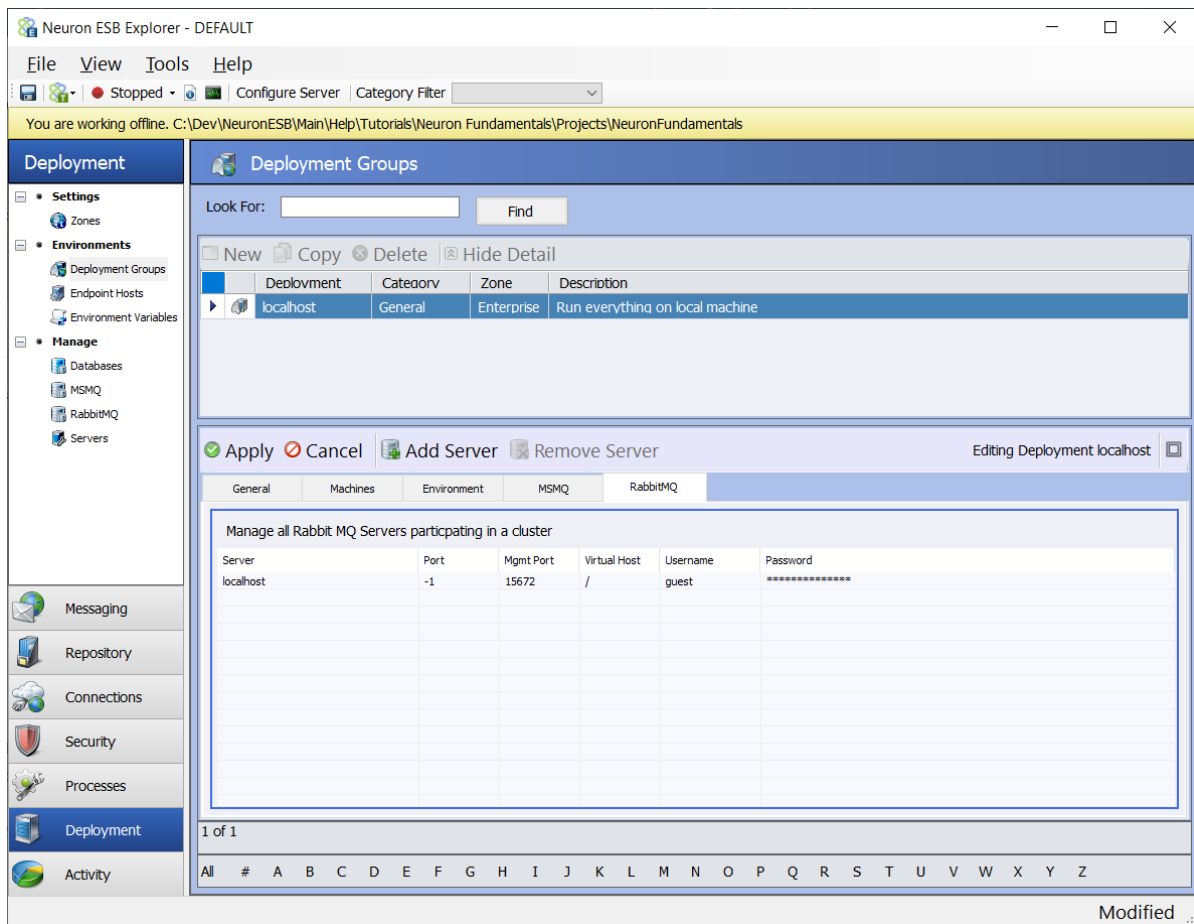 Neuron ESB Explorer - DEFAULT
File View Tools Help
Stopped Configure Server Category Filter
You are working offline. C:\Dev\NeuronESB\Main\Help\Tutorials\Neuron Fundamentals\Projects\NeuronFundamentals
Deployment
Settings
Zones
Environments
Deployment Groups
Endpoint Hosts
Environment Variables
Manage
Databases
MSMQ
RabbitMQ
Servers
Messaging
Repository
Connections
Security
Processes
Deployment
Activity
Deployment Groups
Look For: Find
New Copy Delete Hide Detail
Deployment Category Zone Description
localhost General Enterprise Run everything on local machine
Apply Cancel Add Server Remove Server Editing Deployment localhost
General Machines Environment MSMQ RabbitMQ
Manage all Rabbit MQ Servers particpating in a cluster
Server Port Mgmt Port Virtual Host Username Password
localhost -1 15672 / guest **************
1 of 1
All # A B C D E F G H I J K L M N O P Q R S T U V W X Y Z
Modified